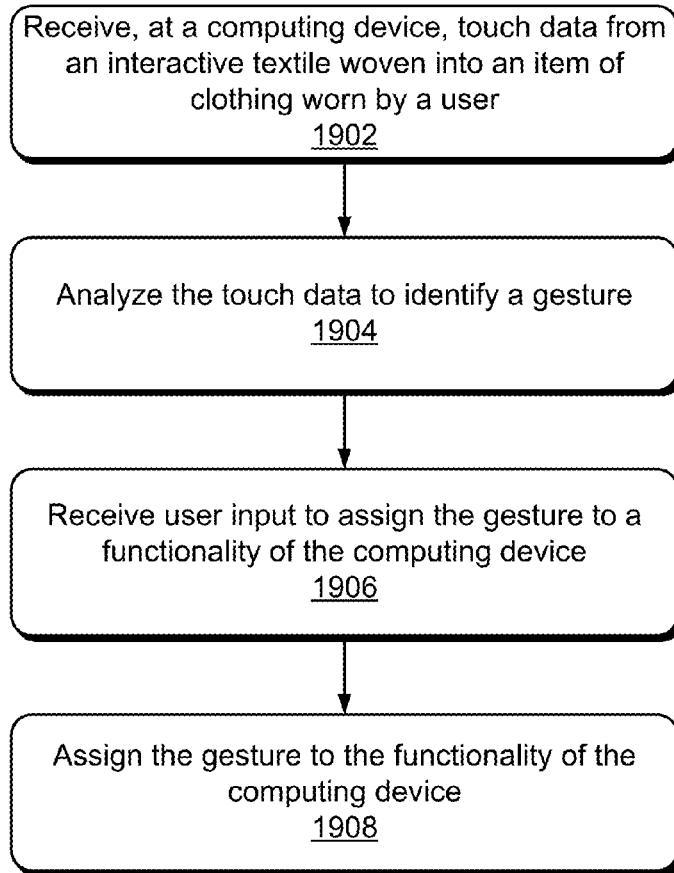 Receive, at a computing device, touch data from
an interactive textile woven into an item of
clothing worn by a user
1902
Analyze the touch data to identify a gesture
1904
Receive user input to assign the gesture to a
functionality of the computing device
1906
Assign the gesture to the functionality of the
computing device
1908